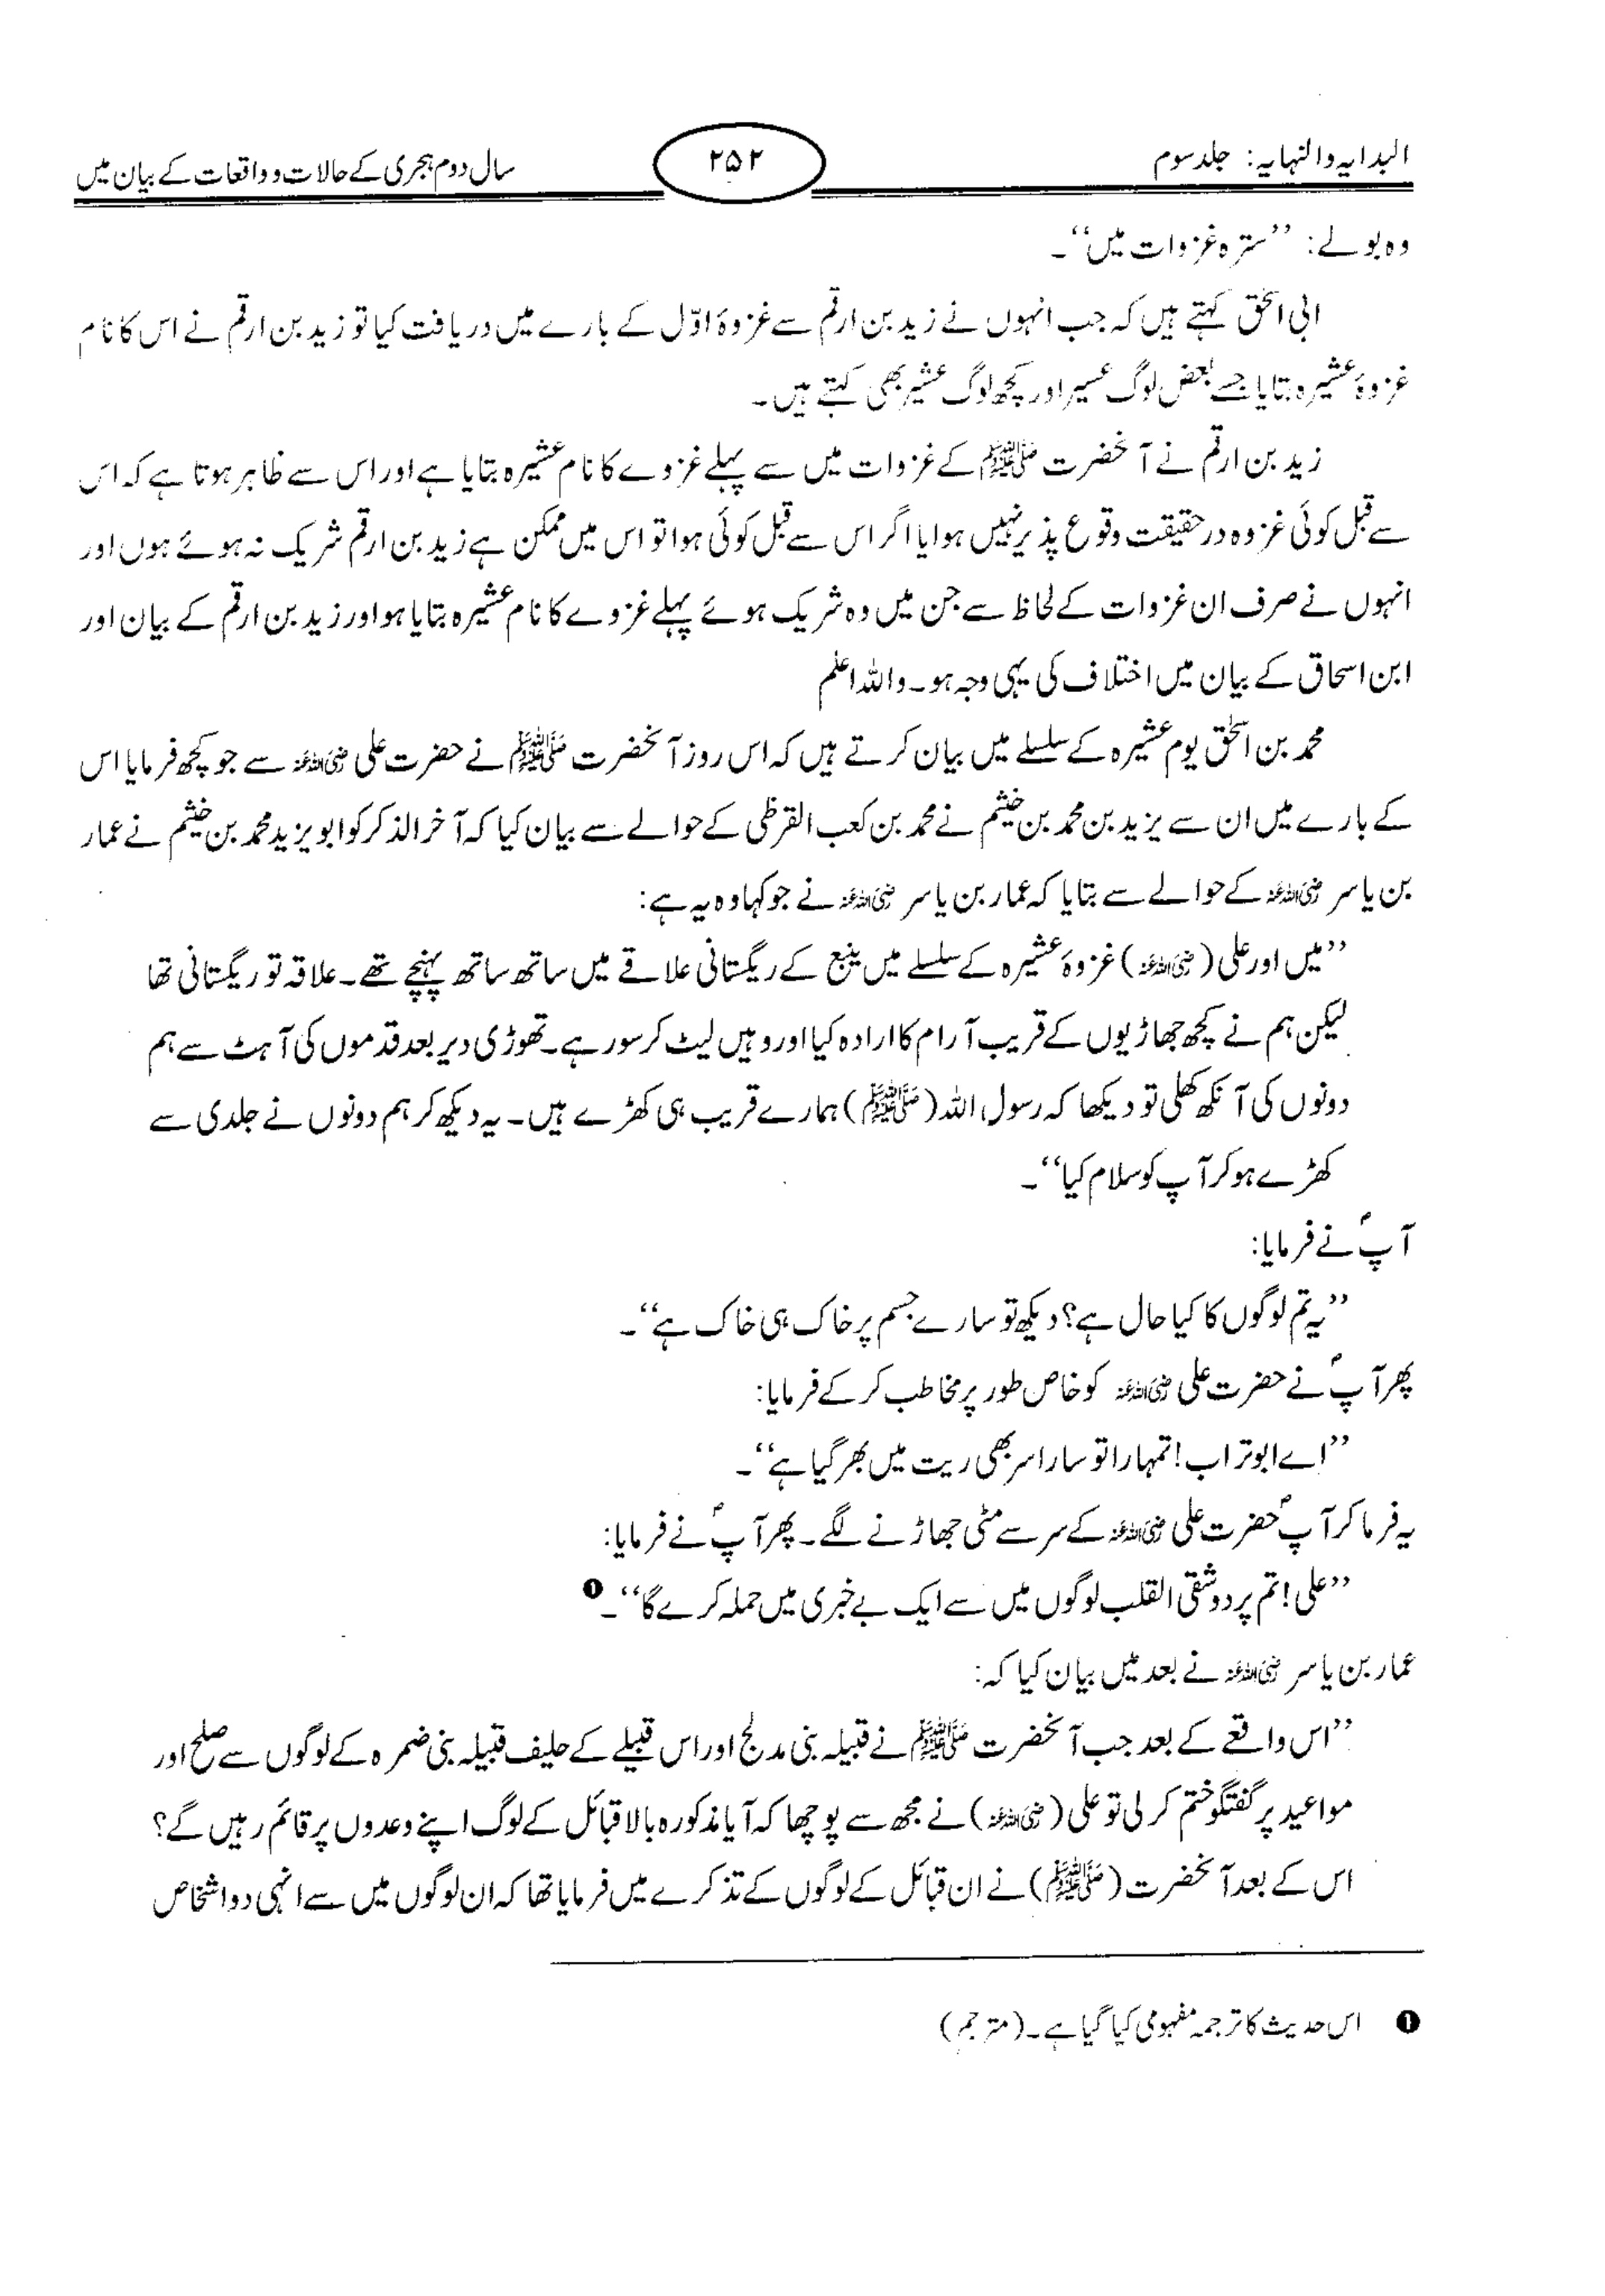 البدایہ والنہایہ: جلد سوم
۲۵۲
سال دوم ہجری کے حالات و واقعات کے بیان میں
وہ بولے: ’’سترہ غزوات میں‘‘۔
ابی اسحٰق کہتے ہیں کہ جب انہوں نے زید بن ارقم سے غزوۂ اوّل کے بارے میں دریافت کیا تو زید بن ارقم نے اس کا نام
غزوۂ عشیرہ بتایا جسے بعض لوگ عسیر اور کچھ لوگ عشیر بھی کہتے ہیں۔
زید بن ارقم نے آنحضرت ﷺ کے غزوات میں سے پہلے غزوے کا نام عشیرہ بتایا ہے اور اس سے ظاہر ہوتا ہے کہ اس
سے قبل کوئی غزوہ در حقیقت وقوع پذیر نہیں ہوا یا اگر اس سے قبل کوئی ہوا تو اس میں ممکن ہے زید بن ارقم شریک نہ ہوئے ہوں اور
انہوں نے صرف ان غزوات کے لحاظ سے جن میں وہ شریک ہوئے پہلے غزوے کا نام عشیرہ بتایا ہو اور زید بن ارقم کے بیان اور
ابن اسحاق کے بیان میں اختلاف کی یہی وجہ ہو۔ واللہ اعلم
محمد بن اسحٰق یوم عشیرہ کے سلسلے میں بیان کرتے ہیں کہ اس روز آنحضرت ﷺ نے حضرت علی رضی اللہ عنہ سے جو کچھ فرمایا اس
کے بارے میں ان سے یزید بن محمد بن خیثم نے محمد بن کعب القرظی کے حوالے سے بیان کیا کہ آخر الذکر کو ابو یزید محمد بن خیثم نے عمار
بن یاسر رضی اللہ عنہ کے حوالے سے بتایا کہ عمار بن یاسر رضی اللہ عنہ نے جو کہا وہ یہ ہے:
’’میں اور علی (رضی اللہ عنہ) غزوۂ عشیرہ کے سلسلے میں ینبع کے ریگستانی علاقے میں ساتھ ساتھ پہنچے تھے۔ علاقہ تو ریگستانی تھا
لیکن ہم نے کچھ جھاڑیوں کے قریب آرام کا ارادہ کیا اور وہیں لیٹ کر سو رہے۔ تھوڑی دیر بعد قدموں کی آہٹ سے ہم
دونوں کی آنکھ کھلی تو دیکھا کہ رسول اللہ (ﷺ) ہمارے قریب ہی کھڑے ہیں۔ یہ دیکھ کر ہم دونوں نے جلدی سے
کھڑے ہو کر آپ کو سلام کیا‘‘۔
آپؐ نے فرمایا:
’’یہ تم لوگوں کا کیا حال ہے؟ دیکھو تو سارے جسم پر خاک ہی خاک ہے‘‘۔
پھر آپؐ نے حضرت علی رضی اللہ عنہ کو خاص طور پر مخاطب کر کے فرمایا:
’’اے ابو تراب! تمہارا تو سارا سر بھی ریت میں بھر گیا ہے‘‘۔
یہ فرما کر آپؐ حضرت علی رضی اللہ عنہ کے سر سے مٹی جھاڑنے لگے۔ پھر آپؐ نے فرمایا:
’’علی! تم پر دو شقی القلب لوگوں میں سے ایک بے خبری میں حملہ کرے گا‘‘۔ ❶
عمار بن یاسر رضی اللہ عنہ نے بعد میں بیان کیا کہ:
’’اس واقعے کے بعد جب آنحضرت ﷺ نے قبیلہ بنی مدلج اور اس قبیلے کے حلیف قبیلہ بنی ضمرہ کے لوگوں سے صلح اور
مواعید پر گفتگو ختم کر لی تو علی (رضی اللہ عنہ) نے مجھ سے پوچھا کہ آیا مذکورہ بالا قبائل کے لوگ اپنے وعدوں پر قائم رہیں گے؟
اس کے بعد آنحضرت (ﷺ) نے ان قبائل کے لوگوں کے تذکرے میں فرمایا تھا کہ ان لوگوں میں سے انہی دو اشخاص
❶ اس حدیث کا ترجمہ مفہومی کیا گیا ہے۔ (مترجم)